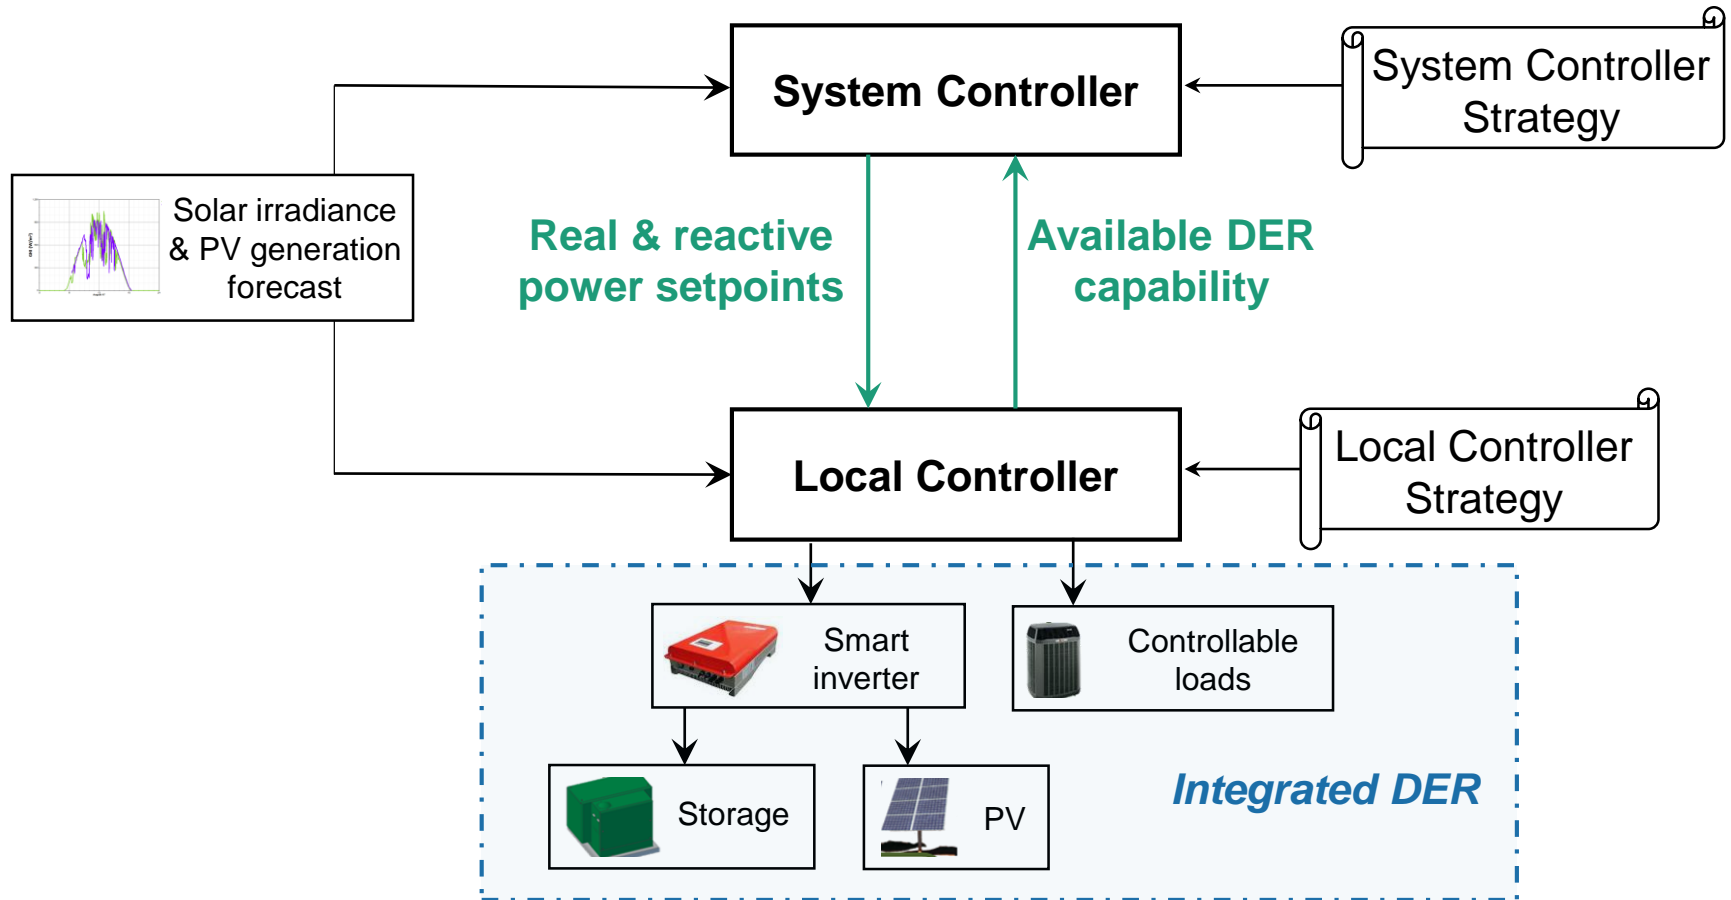 System Controller
System Controller
Strategy
Solar irradiance
& PV generation
forecast
Real & reactive
power setpoints
Available DER
capability
Local Controller
Local Controller
Strategy
Smart
inverter
Controllable
loads
Storage
PV
Integrated DER